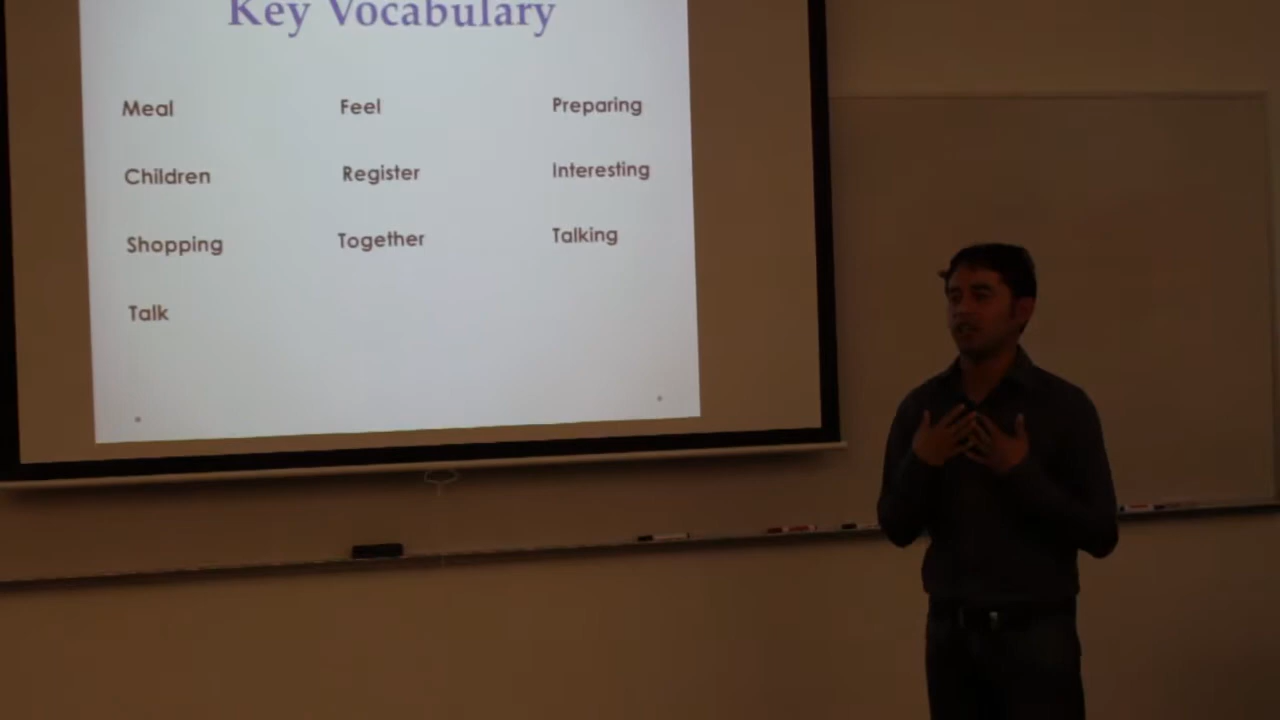 Key Vocabulary
Meal Feel Preparing
Children Register Interesting
Shopping Together Talking
Talk